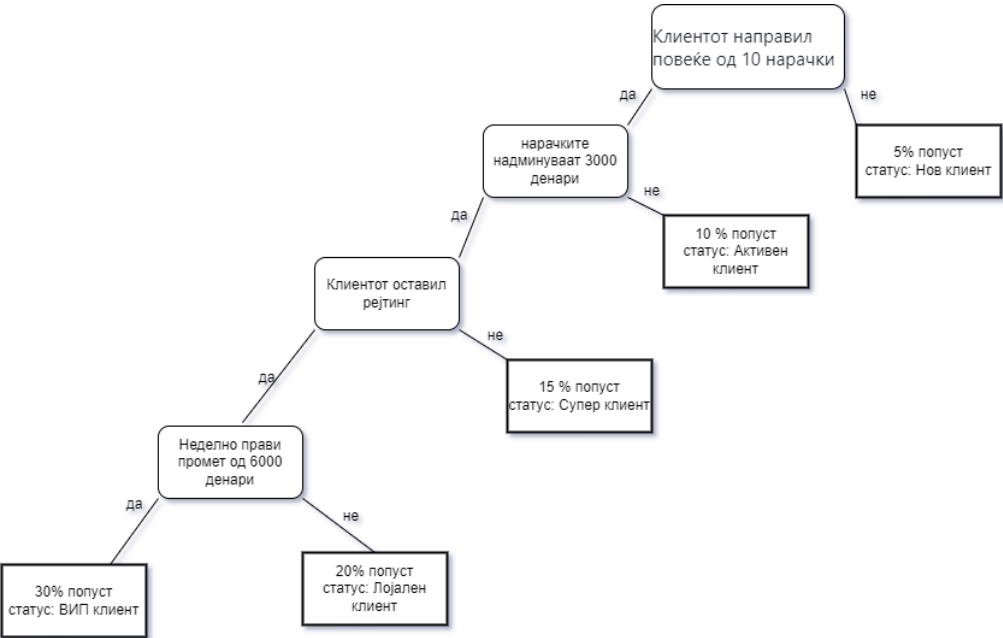 Клиентот направил
повеќе од 10 нарачки
да
не
нарачките
надминуваат 3000
денари
5% попуст
статус: Нов клиент
да
не
10 % попуст
статус: Активен
клиент
Клиентот оставил
рејтинг
да
не
15 % попуст
статус: Супер клиент
Неделно прави
промет од 6000
денари
да
не
30% попуст
статус: ВИП клиент
20% попуст
статус: Лојален
клиент